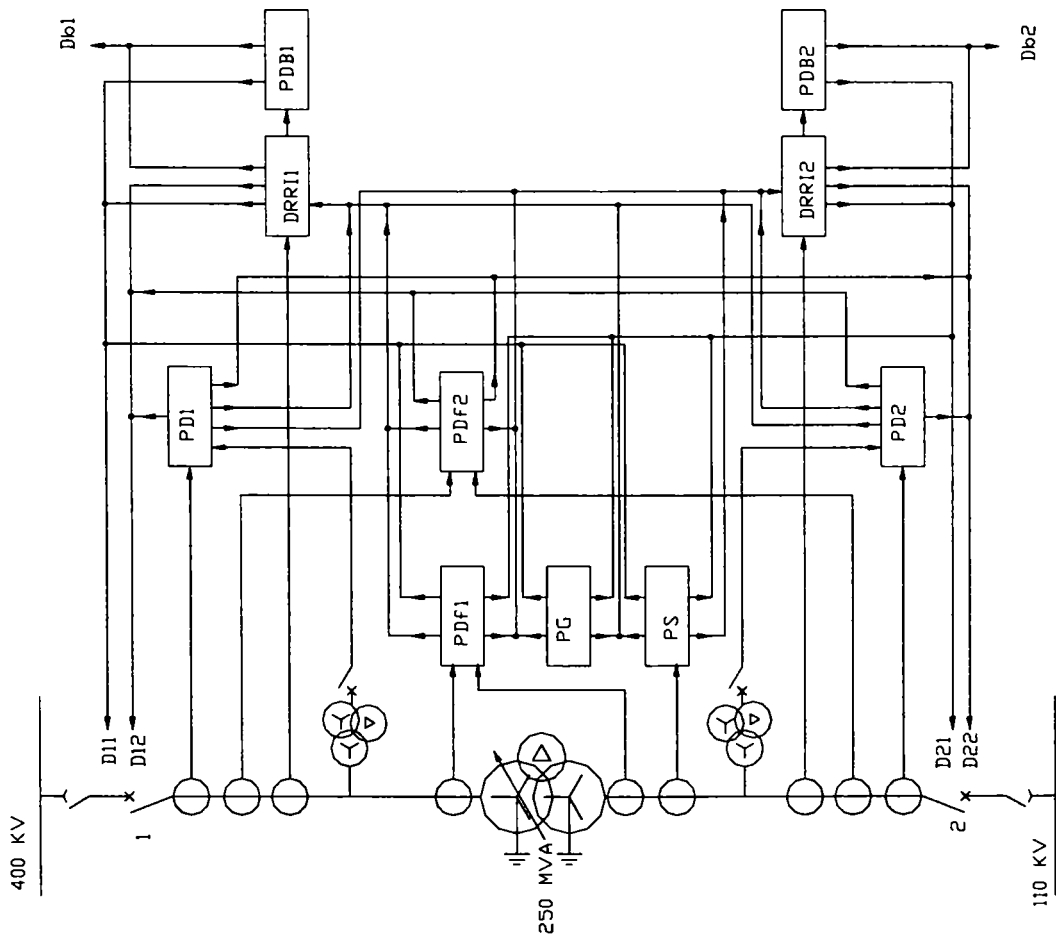 400 KV
110 KV
250 MVA
1
2
D11
D12
D21
D22
Db1
Db2
PDB1
PDB2
DRRI1
DRRI2
PD1
PD2
PDf1
PDf2
PG
PS